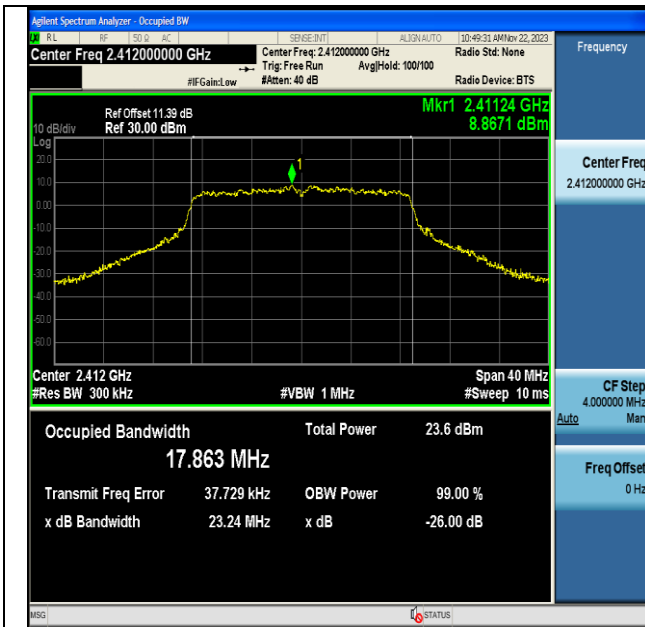 Agilent Spectrum Analyzer - Occupied BW
RL RF 50 Ω AC SENSE:INT ALIGN AUTO 10:49:31 AM Nov 22, 2023
Center Freq 2.412000000 GHz Center Freq: 2.412000000 GHz Radio Std: None
Trig: Free Run Avg|Hold: 100/100
#IFGain:Low #Atten: 40 dB Radio Device: BTS
Frequency
Ref Offset 11.39 dB Mkr1 2.41124 GHz
10 dB/div Ref 30.00 dBm 8.8671 dBm
Log
20.0
10.0
0.00
-10.0
-20.0
-30.0
-40.0
-50.0
-60.0
1
Center Freq
2.412000000 GHz
Center 2.412 GHz Span 40 MHz
#Res BW 300 kHz #VBW 1 MHz #Sweep 10 ms
CF Step
4.000000 MHz
Auto Man
Occupied Bandwidth Total Power 23.6 dBm
17.863 MHz
Transmit Freq Error 37.729 kHz OBW Power 99.00 %
x dB Bandwidth 23.24 MHz x dB -26.00 dB
Freq Offset
0 Hz
MSG STATUS